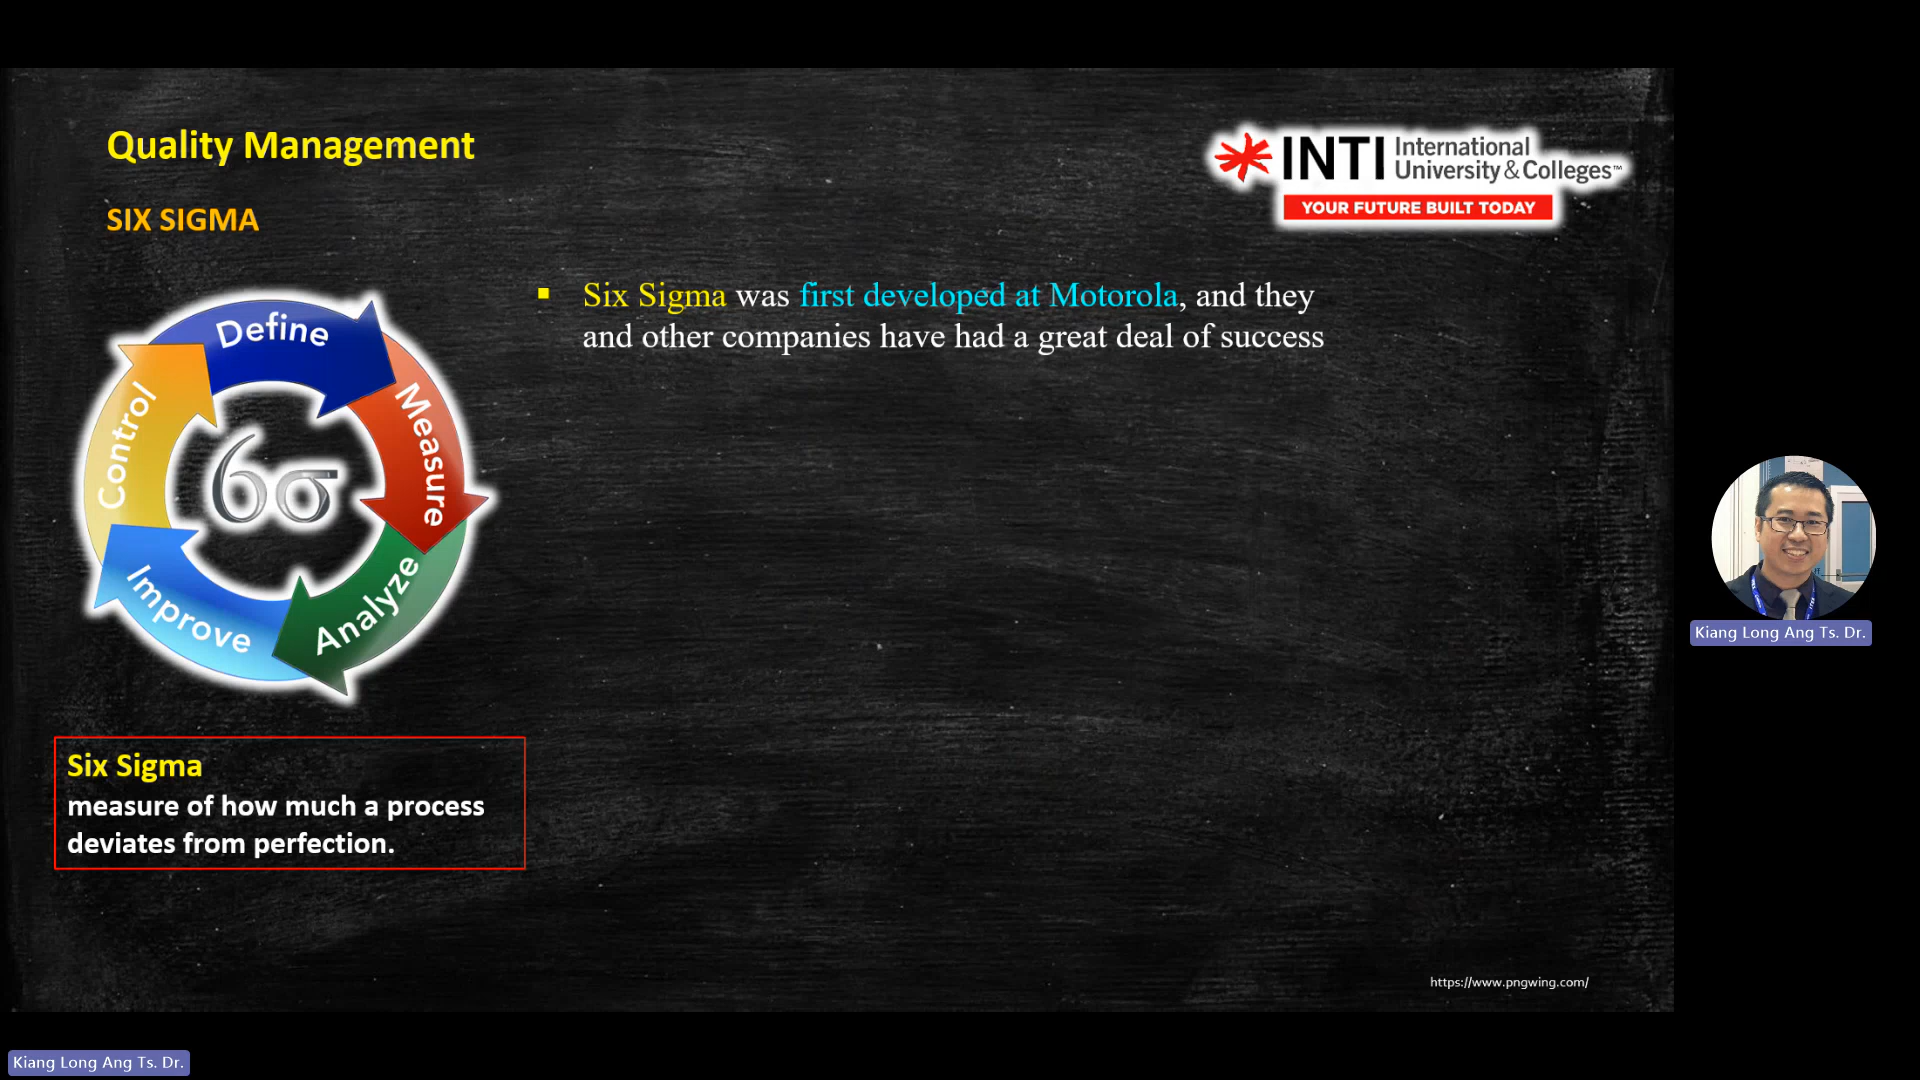 Quality Management
SIX SIGMA
INTI International
University & Colleges™
YOUR FUTURE BUILT TODAY
▪ Six Sigma was first developed at Motorola, and they
and other companies have had a great deal of success
Define
Measure
Analyze
Improve
Control
6σ
Six Sigma
measure of how much a process
deviates from perfection.
https://www.pngwing.com/
Kiang Long Ang Ts. Dr.
Kiang Long Ang Ts. Dr.